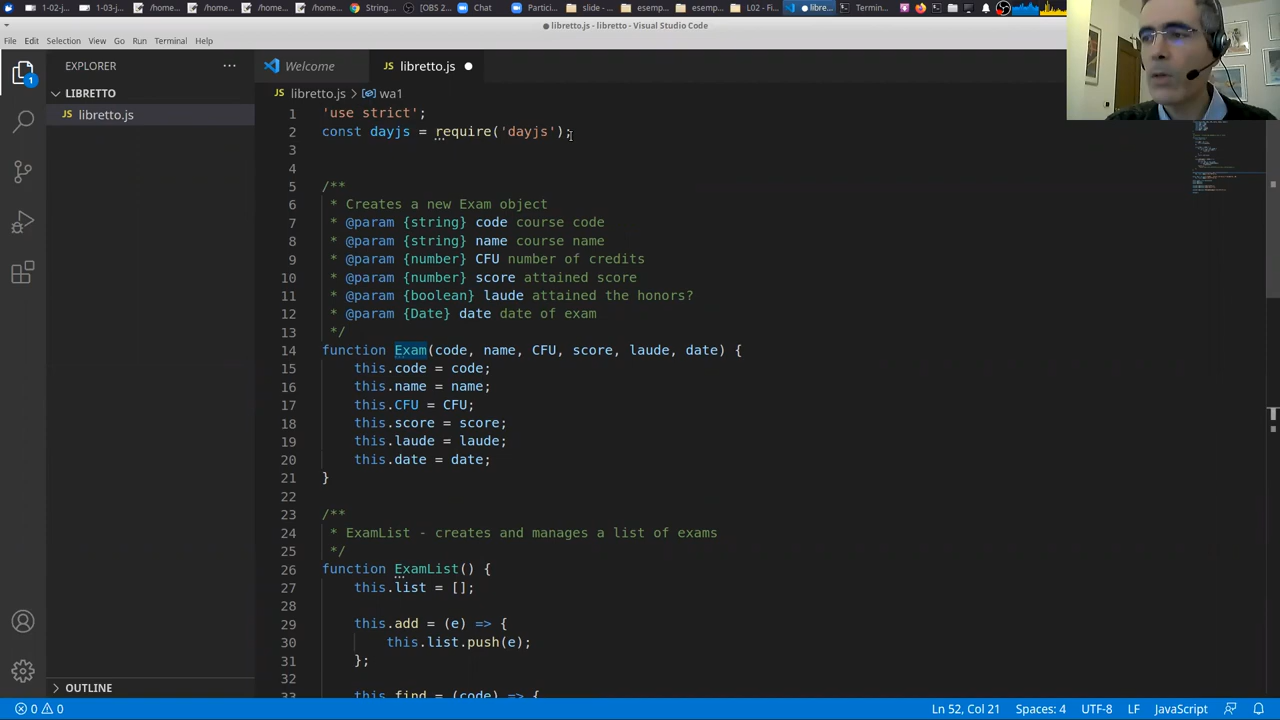 1-02-j
1-03-j
/home
/home
/home
String
[OBS 2
Chat
Partici
slide -
esemp
esemp
L02 - F
libre
Termin
● libretto.js - libretto - Visual Studio Code
File Edit Selection View Go Run Terminal Help
EXPLORER ···
Welcome
JS libretto.js ●
LIBRETTO
JS libretto.js > wa1
JS libretto.js
1
1 'use strict';
2 const dayjs = require('dayjs');
3
4
5 /**
6 * Creates a new Exam object
7 * @param {string} code course code
8 * @param {string} name course name
9 * @param {number} CFU number of credits
10 * @param {number} score attained score
11 * @param {boolean} laude attained the honors?
12 * @param {Date} date date of exam
13 */
14 function Exam(code, name, CFU, score, laude, date) {
15 this.code = code;
16 this.name = name;
17 this.CFU = CFU;
18 this.score = score;
19 this.laude = laude;
20 this.date = date;
21 }
22
23 /**
24 * ExamList - creates and manages a list of exams
25 */
26 function ExamList() {
27 this.list = [];
28
29 this.add = (e) => {
30 this.list.push(e);
31 };
32
33 this.find = (code) => {
OUTLINE
0 0
Ln 52, Col 21 Spaces: 4 UTF-8 LF JavaScript